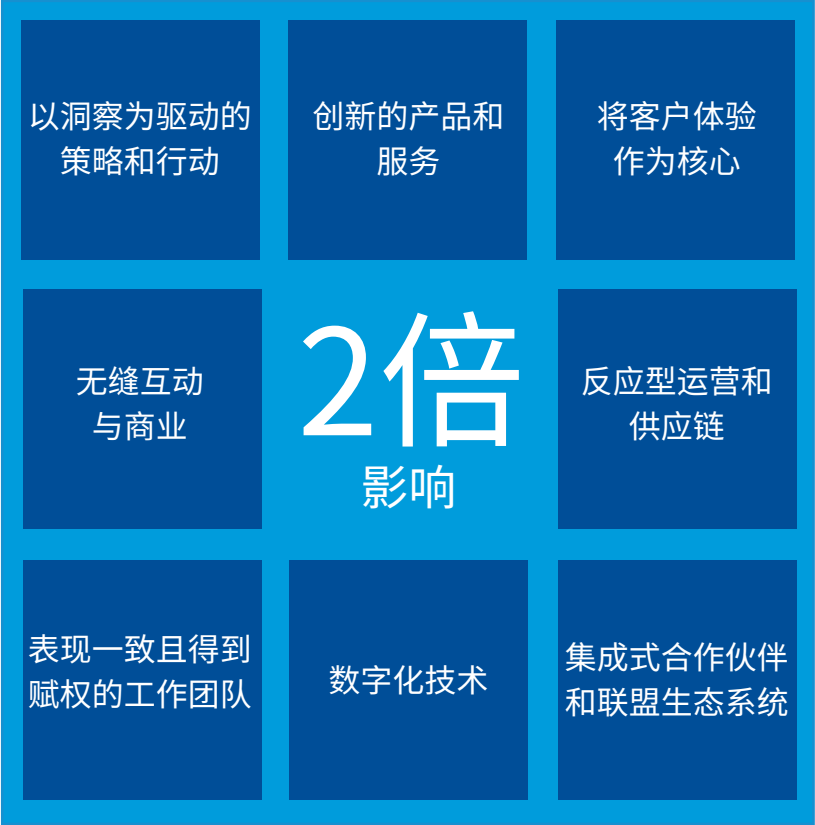 以洞察为驱动的
策略和行动
创新的产品和
服务
将客户体验
作为核心
无缝互动
与商业
2倍
影响
反应型运营和
供应链
表现一致且得到
赋权的工作团队
数字化技术
集成式合作伙伴
和联盟生态系统